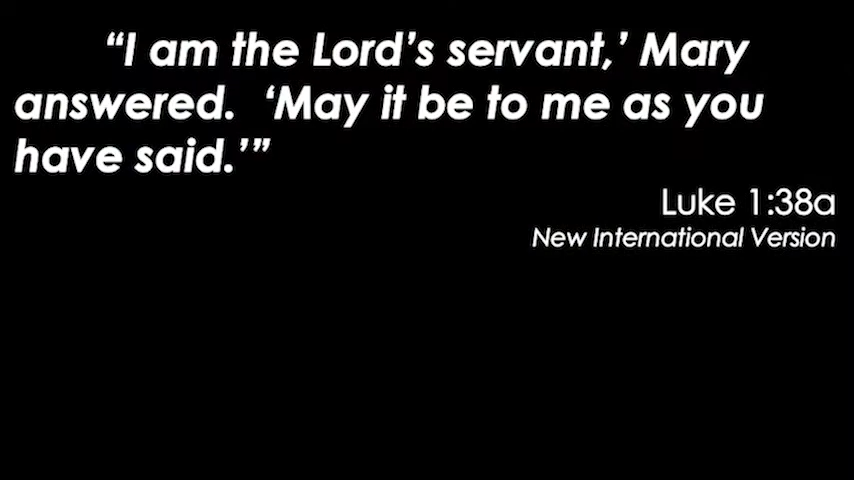 “I am the Lord’s servant,’ Mary
answered.  ‘May it be to me as you
have said.’”
Luke 1:38a
New International Version